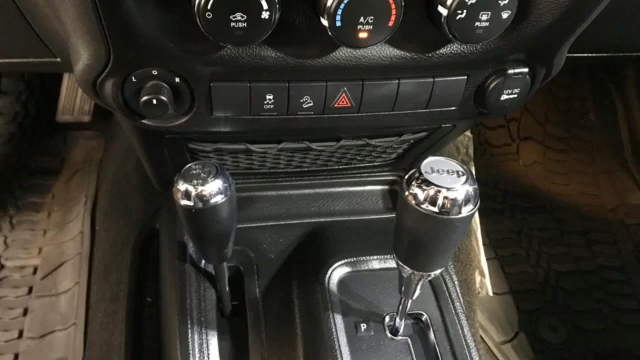 PUSH
A/C
PUSH
PUSH
L O R
OFF
12V DC
Jeep
P